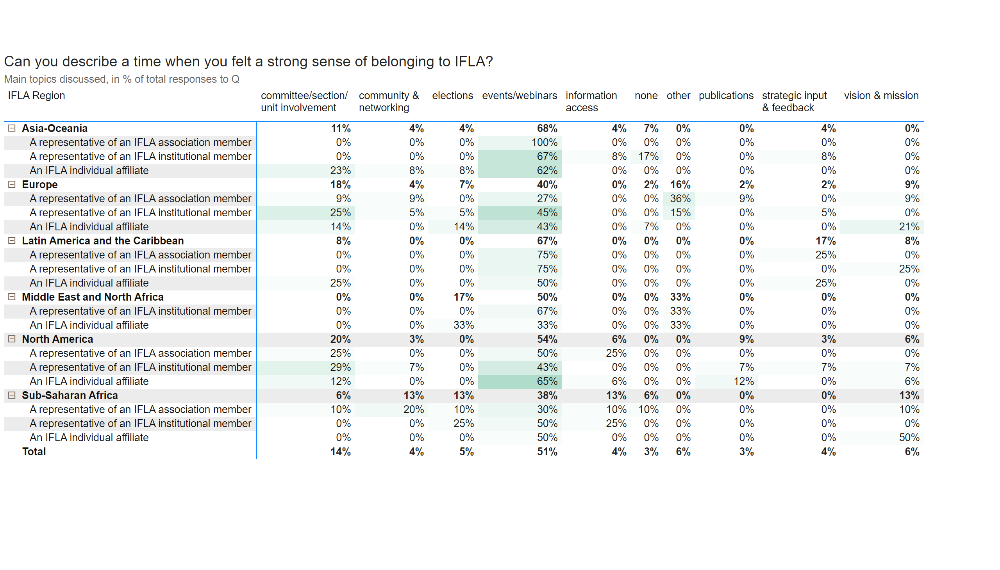 Can you describe a time when you felt a strong sense of belonging to IFLA?
Main topics discussed, in % of total responses to Q
IFLA Region committee/section/ unit involvement community & networking elections events/webinars information access none other publications strategic input & feedback vision & mission
Asia-Oceania 11% 4% 4% 68% 4% 7% 0% 0% 4% 0%
A representative of an IFLA association member 0% 0% 0% 100% 0% 0% 0% 0% 0% 0%
A representative of an IFLA institutional member 0% 0% 0% 67% 8% 17% 0% 0% 8% 0%
An IFLA individual affiliate 23% 8% 8% 62% 0% 0% 0% 0% 0% 0%
Europe 18% 4% 7% 40% 0% 2% 16% 2% 2% 9%
A representative of an IFLA association member 9% 9% 0% 27% 0% 0% 36% 9% 0% 9%
A representative of an IFLA institutional member 25% 5% 5% 45% 0% 0% 15% 0% 5% 0%
An IFLA individual affiliate 14% 0% 14% 43% 0% 7% 0% 0% 0% 21%
Latin America and the Caribbean 8% 0% 0% 67% 0% 0% 0% 0% 17% 8%
A representative of an IFLA association member 0% 0% 0% 75% 0% 0% 0% 0% 25% 0%
A representative of an IFLA institutional member 0% 0% 0% 75% 0% 0% 0% 0% 0% 25%
An IFLA individual affiliate 25% 0% 0% 50% 0% 0% 0% 0% 25% 0%
Middle East and North Africa 0% 0% 17% 50% 0% 0% 33% 0% 0% 0%
A representative of an IFLA institutional member 0% 0% 0% 67% 0% 0% 33% 0% 0% 0%
An IFLA individual affiliate 0% 0% 33% 33% 0% 0% 33% 0% 0% 0%
North America 20% 3% 0% 54% 6% 0% 0% 9% 3% 6%
A representative of an IFLA association member 25% 0% 0% 50% 25% 0% 0% 0% 0% 0%
A representative of an IFLA institutional member 29% 7% 0% 43% 0% 0% 0% 7% 7% 7%
An IFLA individual affiliate 12% 0% 0% 65% 6% 0% 0% 12% 0% 6%
Sub-Saharan Africa 6% 13% 13% 38% 13% 6% 0% 0% 0% 13%
A representative of an IFLA association member 10% 20% 10% 30% 10% 10% 0% 0% 0% 10%
A representative of an IFLA institutional member 0% 0% 25% 50% 25% 0% 0% 0% 0% 0%
An IFLA individual affiliate 0% 0% 0% 50% 0% 0% 0% 0% 0% 50%
Total 14% 4% 5% 51% 4% 3% 6% 3% 4% 6%